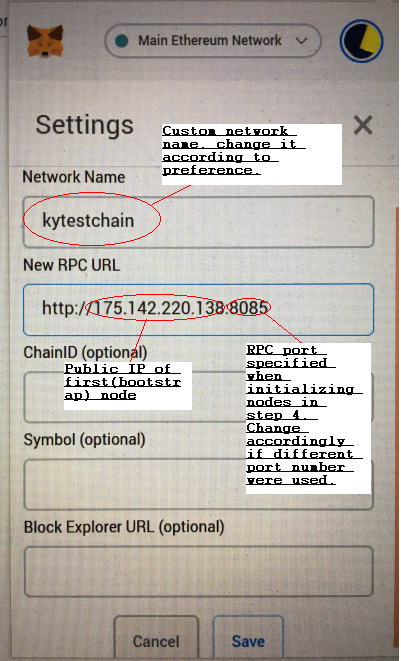 Main Ethereum Network
Settings
Custom network
name, change it
according to
preference.
Network Name
kytestchain
New RPC URL
http://175.142.220.138:8085
ChainID (optional)
Public IP of
first(bootstr
ap) node
RPC port
specified
when
initializing
nodes in
step 4.
Change
accordingly
if different
port number
were used.
Symbol (optional)
Block Explorer URL (optional)
Cancel
Save